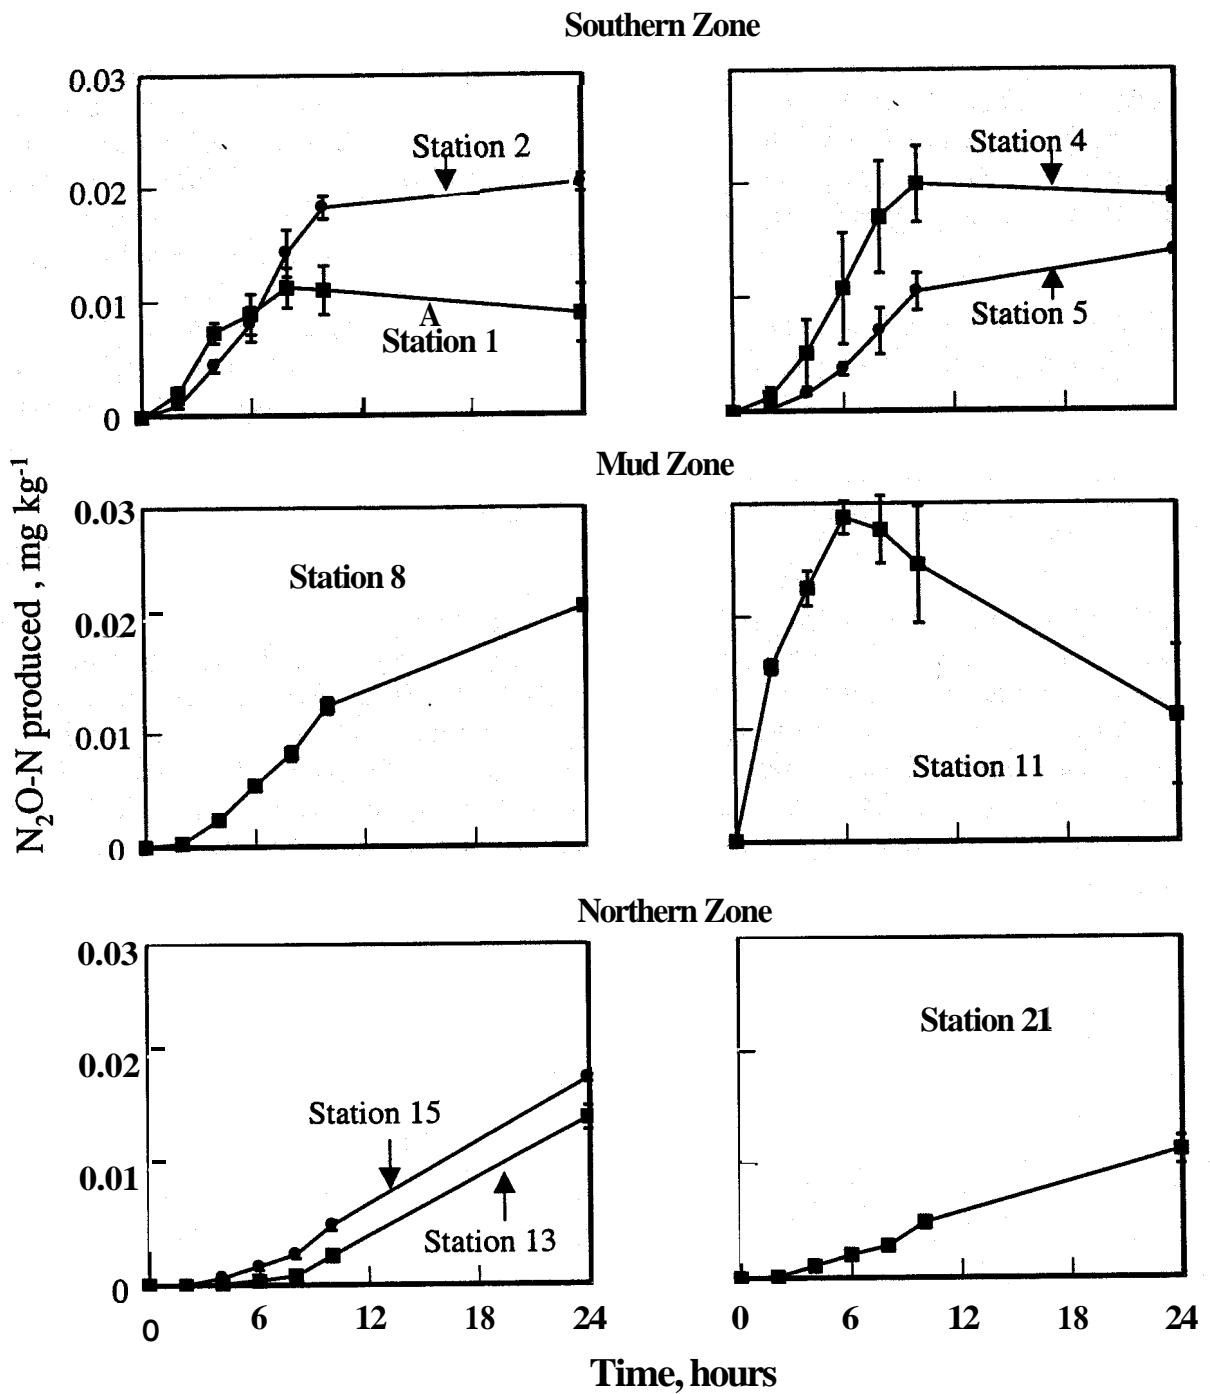 Southern Zone
0.03
0.02
0.01
0
Station 2
A
Station 1
Station 4
Station 5
Mud Zone
N₂O-N produced , mg kg⁻¹
0.03
0.02
0.01
0
Station 8
Station 11
Northern Zone
0.03
0.02
0.01
0
Station 15
Station 13
Station 21
0 6 12 18 24
0 6 12 18 24
Time, hours